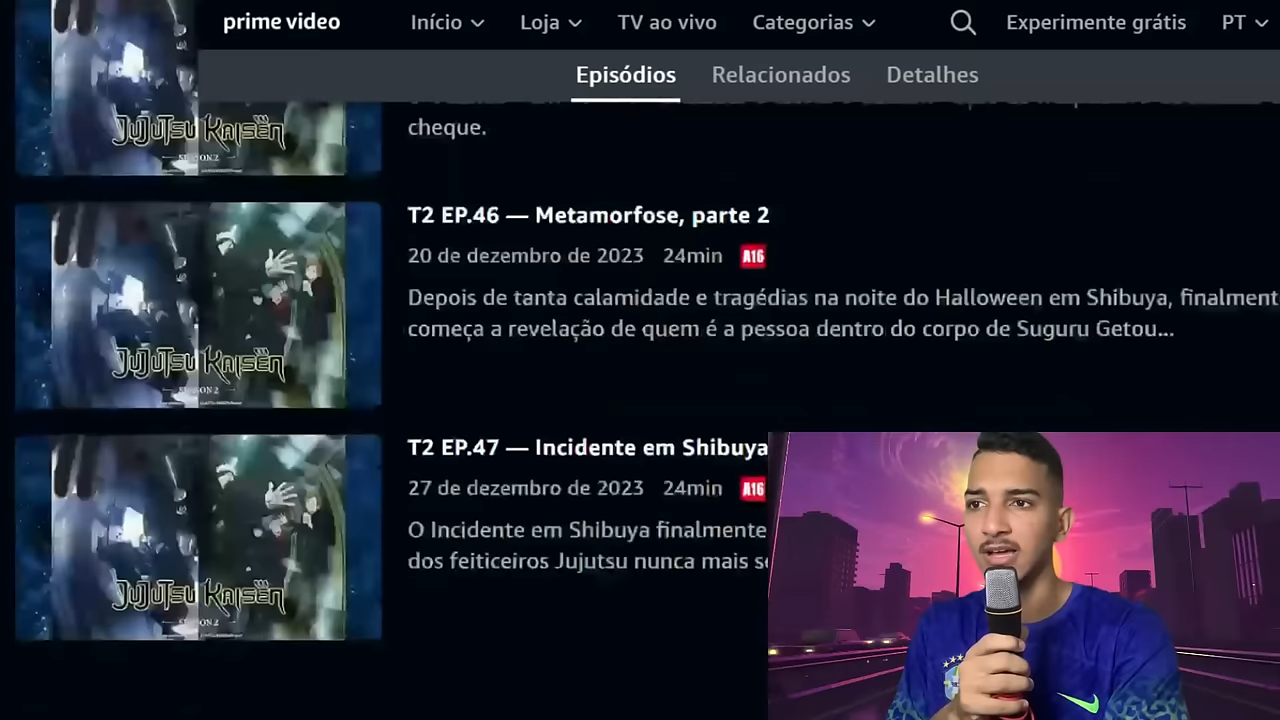 prime video
Início
Loja
TV ao vivo
Categorias
Experimente grátis
PT
Episódios
Relacionados
Detalhes
cheque.
JUJUTSU KAISEN
T2 EP.46 — Metamorfose, parte 2
20 de dezembro de 2023 24min A16
Depois de tanta calamidade e tragédias na noite do Halloween em Shibuya, finalment
começa a revelação de quem é a pessoa dentro do corpo de Suguru Getou...
JUJUTSU KAISEN
T2 EP.47 — Incidente em Shibuya
27 de dezembro de 2023 24min A16
O Incidente em Shibuya finalmente
dos feiticeiros Jujutsu nunca mais
JUJUTSU KAISEN